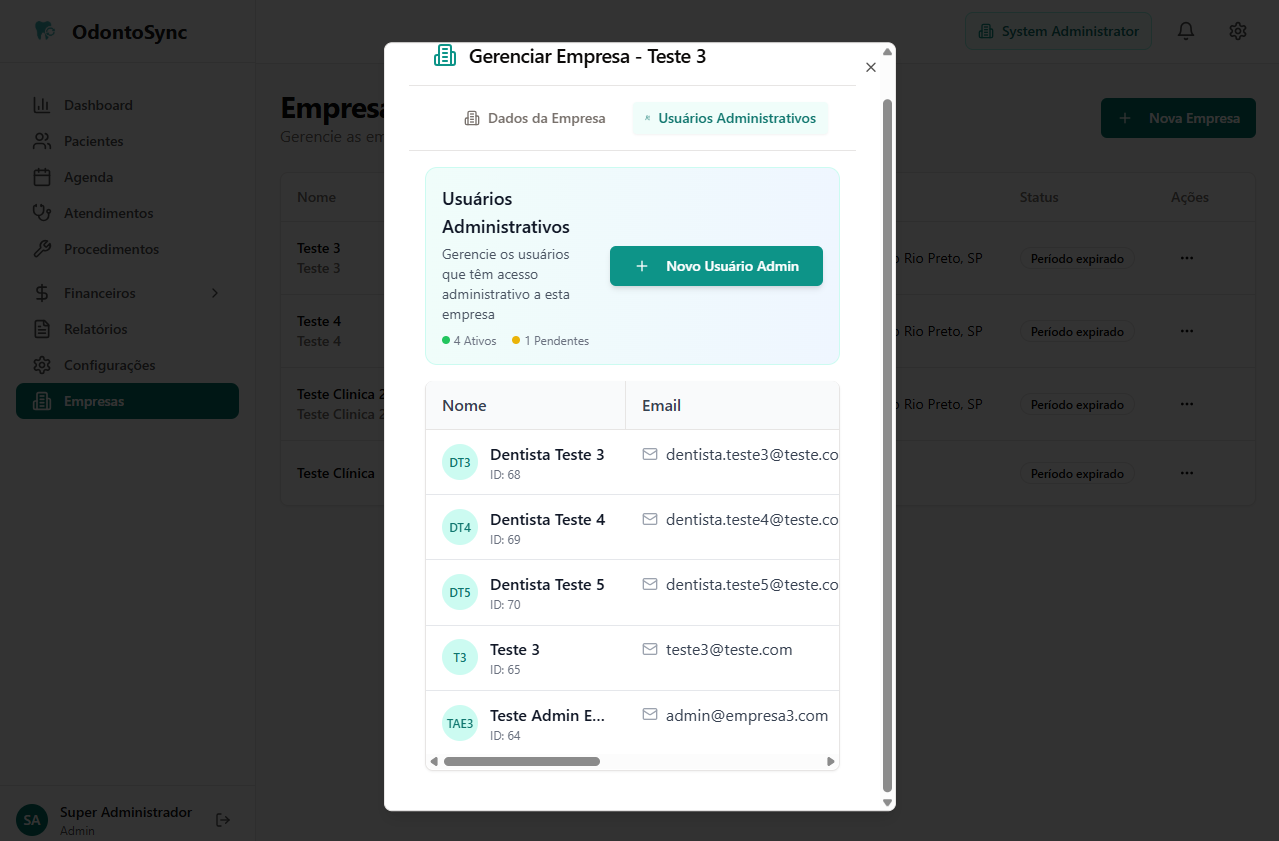 OdontoSync
System Administrator
Dashboard
Pacientes
Agenda
Atendimentos
Procedimentos
Financeiros
Relatórios
Configurações
Empresas
SA
Super Administrador
Admin
Empresa
Gerencie as em
Nova Empresa
Nome
Status
Ações
Teste 3
Teste 3
o Rio Preto, SP
Período expirado
Teste 4
Teste 4
o Rio Preto, SP
Período expirado
Teste Clinica 2
Teste Clinica 2
o Rio Preto, SP
Período expirado
Teste Clínica
Período expirado
Gerenciar Empresa - Teste 3
Dados da Empresa
Usuários Administrativos
Usuários
Administrativos
Gerencie os usuários
que têm acesso
administrativo a esta
empresa
4 Ativos
1 Pendentes
Novo Usuário Admin
Nome
Email
DT3
Dentista Teste 3
ID: 68
dentista.teste3@teste.co
DT4
Dentista Teste 4
ID: 69
dentista.teste4@teste.co
DT5
Dentista Teste 5
ID: 70
dentista.teste5@teste.co
T3
Teste 3
ID: 65
teste3@teste.com
TAE3
Teste Admin E...
ID: 64
admin@empresa3.com